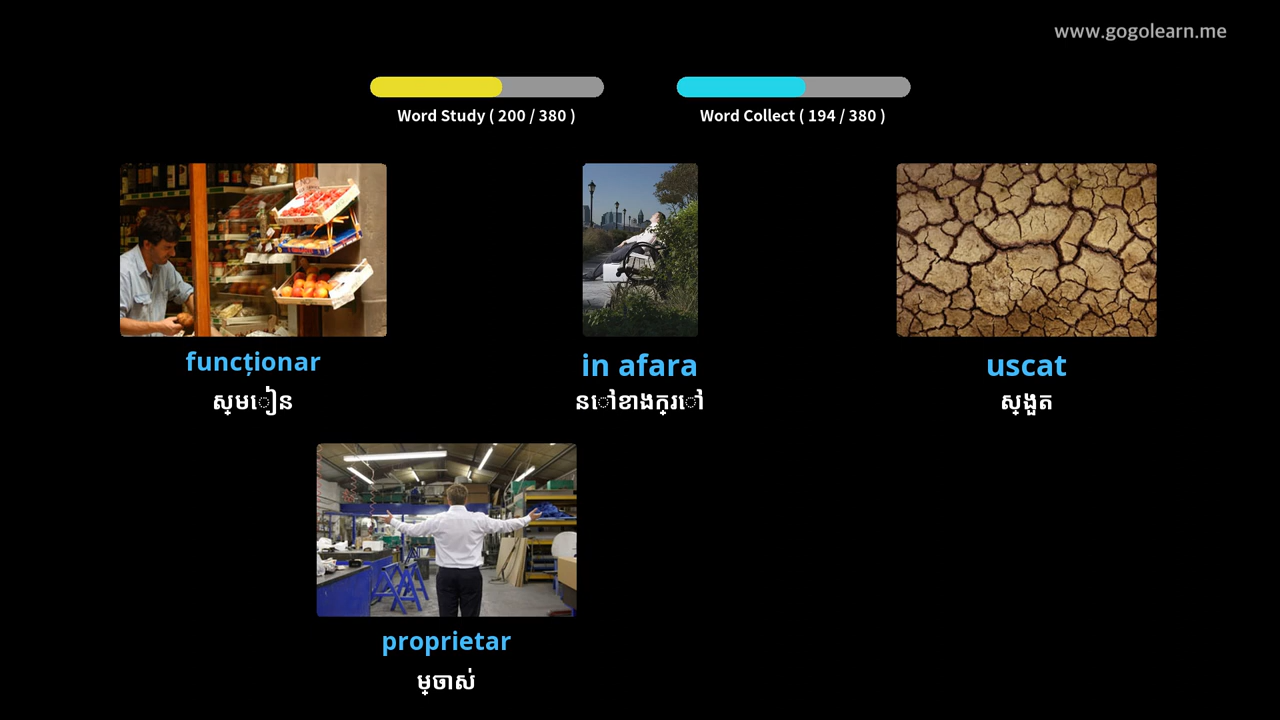 www.gogolearn.me
Word Study ( 200 / 380 )
Word Collect ( 194 / 380 )
funcționar
in afara
uscat
ស្មៀន
នៅខាងក្រៅ
ស្ងួត
proprietar
ម្ចាស់